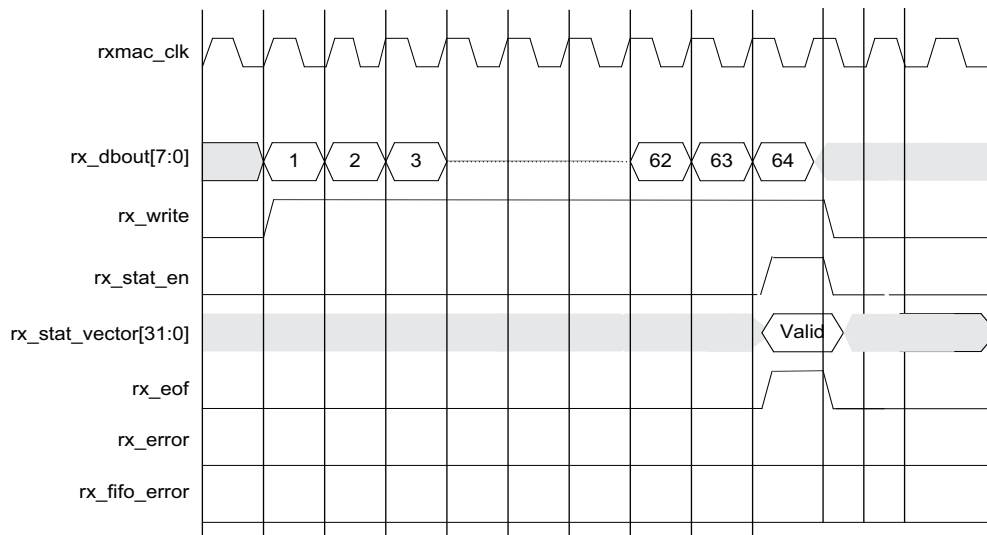 rxmac_clk
rx_dbout[7:0] 1 2 3 62 63 64
rx_write
rx_stat_en
rx_stat_vector[31:0] Valid
rx_eof
rx_error
rx_fifo_error